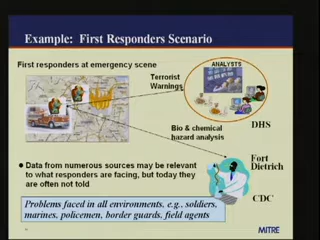 Example:  First Responders Scenario
First responders at emergency scene
ANALYSTS
Terrorist
Warnings
DHS
Bio & chemical
hazard analysis
Fort
Dietrich
CDC
Data from numerous sources may be relevant
to what responders are facing, but today they
are often not told
Problems faced in all environments, e.g., soldiers,
marines, policemen, border guards, field agents
MITRE